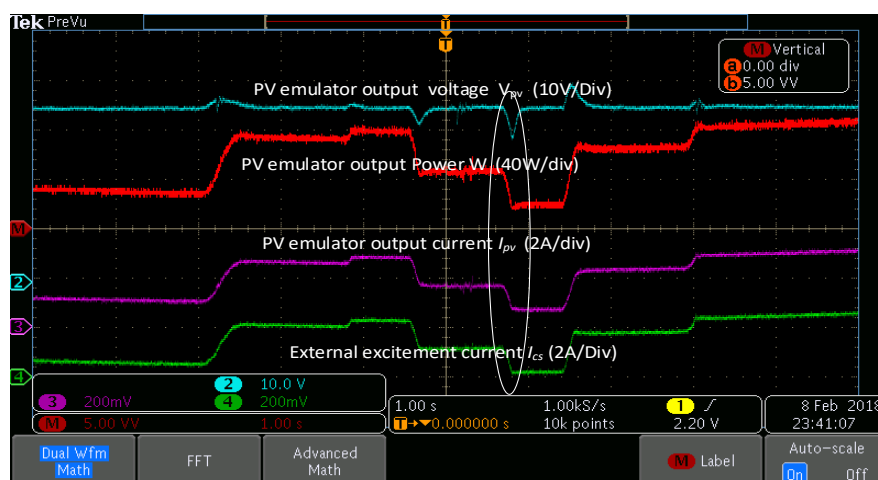 Tek PreVu
T
T
M Vertical
a 0.00 div
b 5.00 VV
PV emulator output voltage Vpv (10V/Div)
PV emulator output Power W (40W/div)
M
PV emulator output current Ipv (2A/div)
2
3
External excitement current Ics (2A/Div)
4
2 10.0 V
3 200mV 4 200mV
M 5.00 VV 1.00 s
1.00 s 1.00kS/s 1 ∫
T→▼0.000000 s 10k points 2.20 V
8 Feb 2018
23:41:07
Dual Wfm
Math
FFT
Advanced
Math
M Label
Auto-scale
On Off